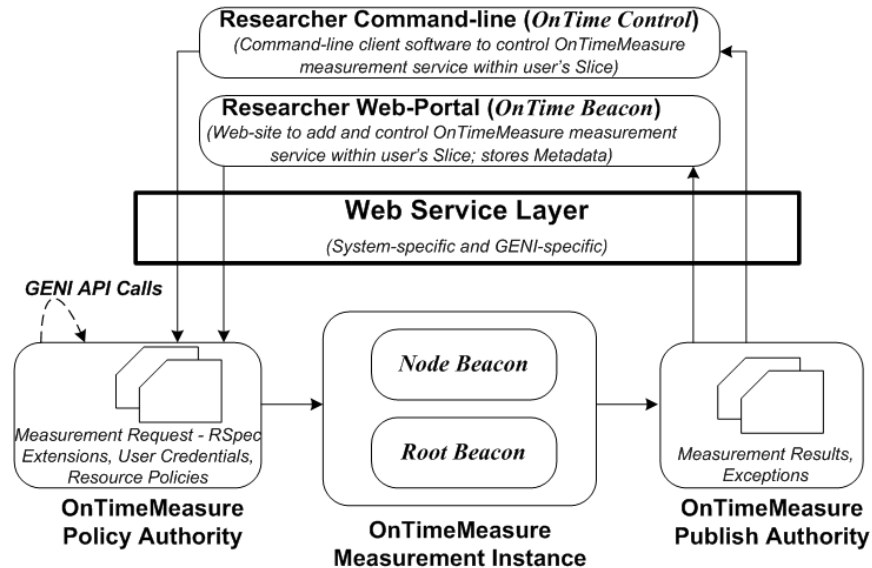 Researcher Command-line (OnTime Control)
(Command-line client software to control OnTimeMeasure
measurement service within user's Slice)
Researcher Web-Portal (OnTime Beacon)
(Web-site to add and control OnTimeMeasure measurement
service within user's Slice; stores Metadata)
Web Service Layer
(System-specific and GENI-specific)
GENI API Calls
Measurement Request - RSpec
Extensions, User Credentials,
Resource Policies
OnTimeMeasure
Policy Authority
Node Beacon
Root Beacon
OnTimeMeasure
Measurement Instance
Measurement Results,
Exceptions
OnTimeMeasure
Publish Authority